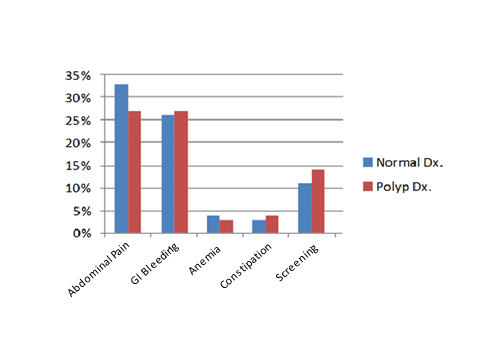 35%
30%
25%
20%
15%
10%
5%
0%
Abdominal Pain
GI Bleeding
Anemia
Constipation
Screening
Normal Dx.
Polyp Dx.